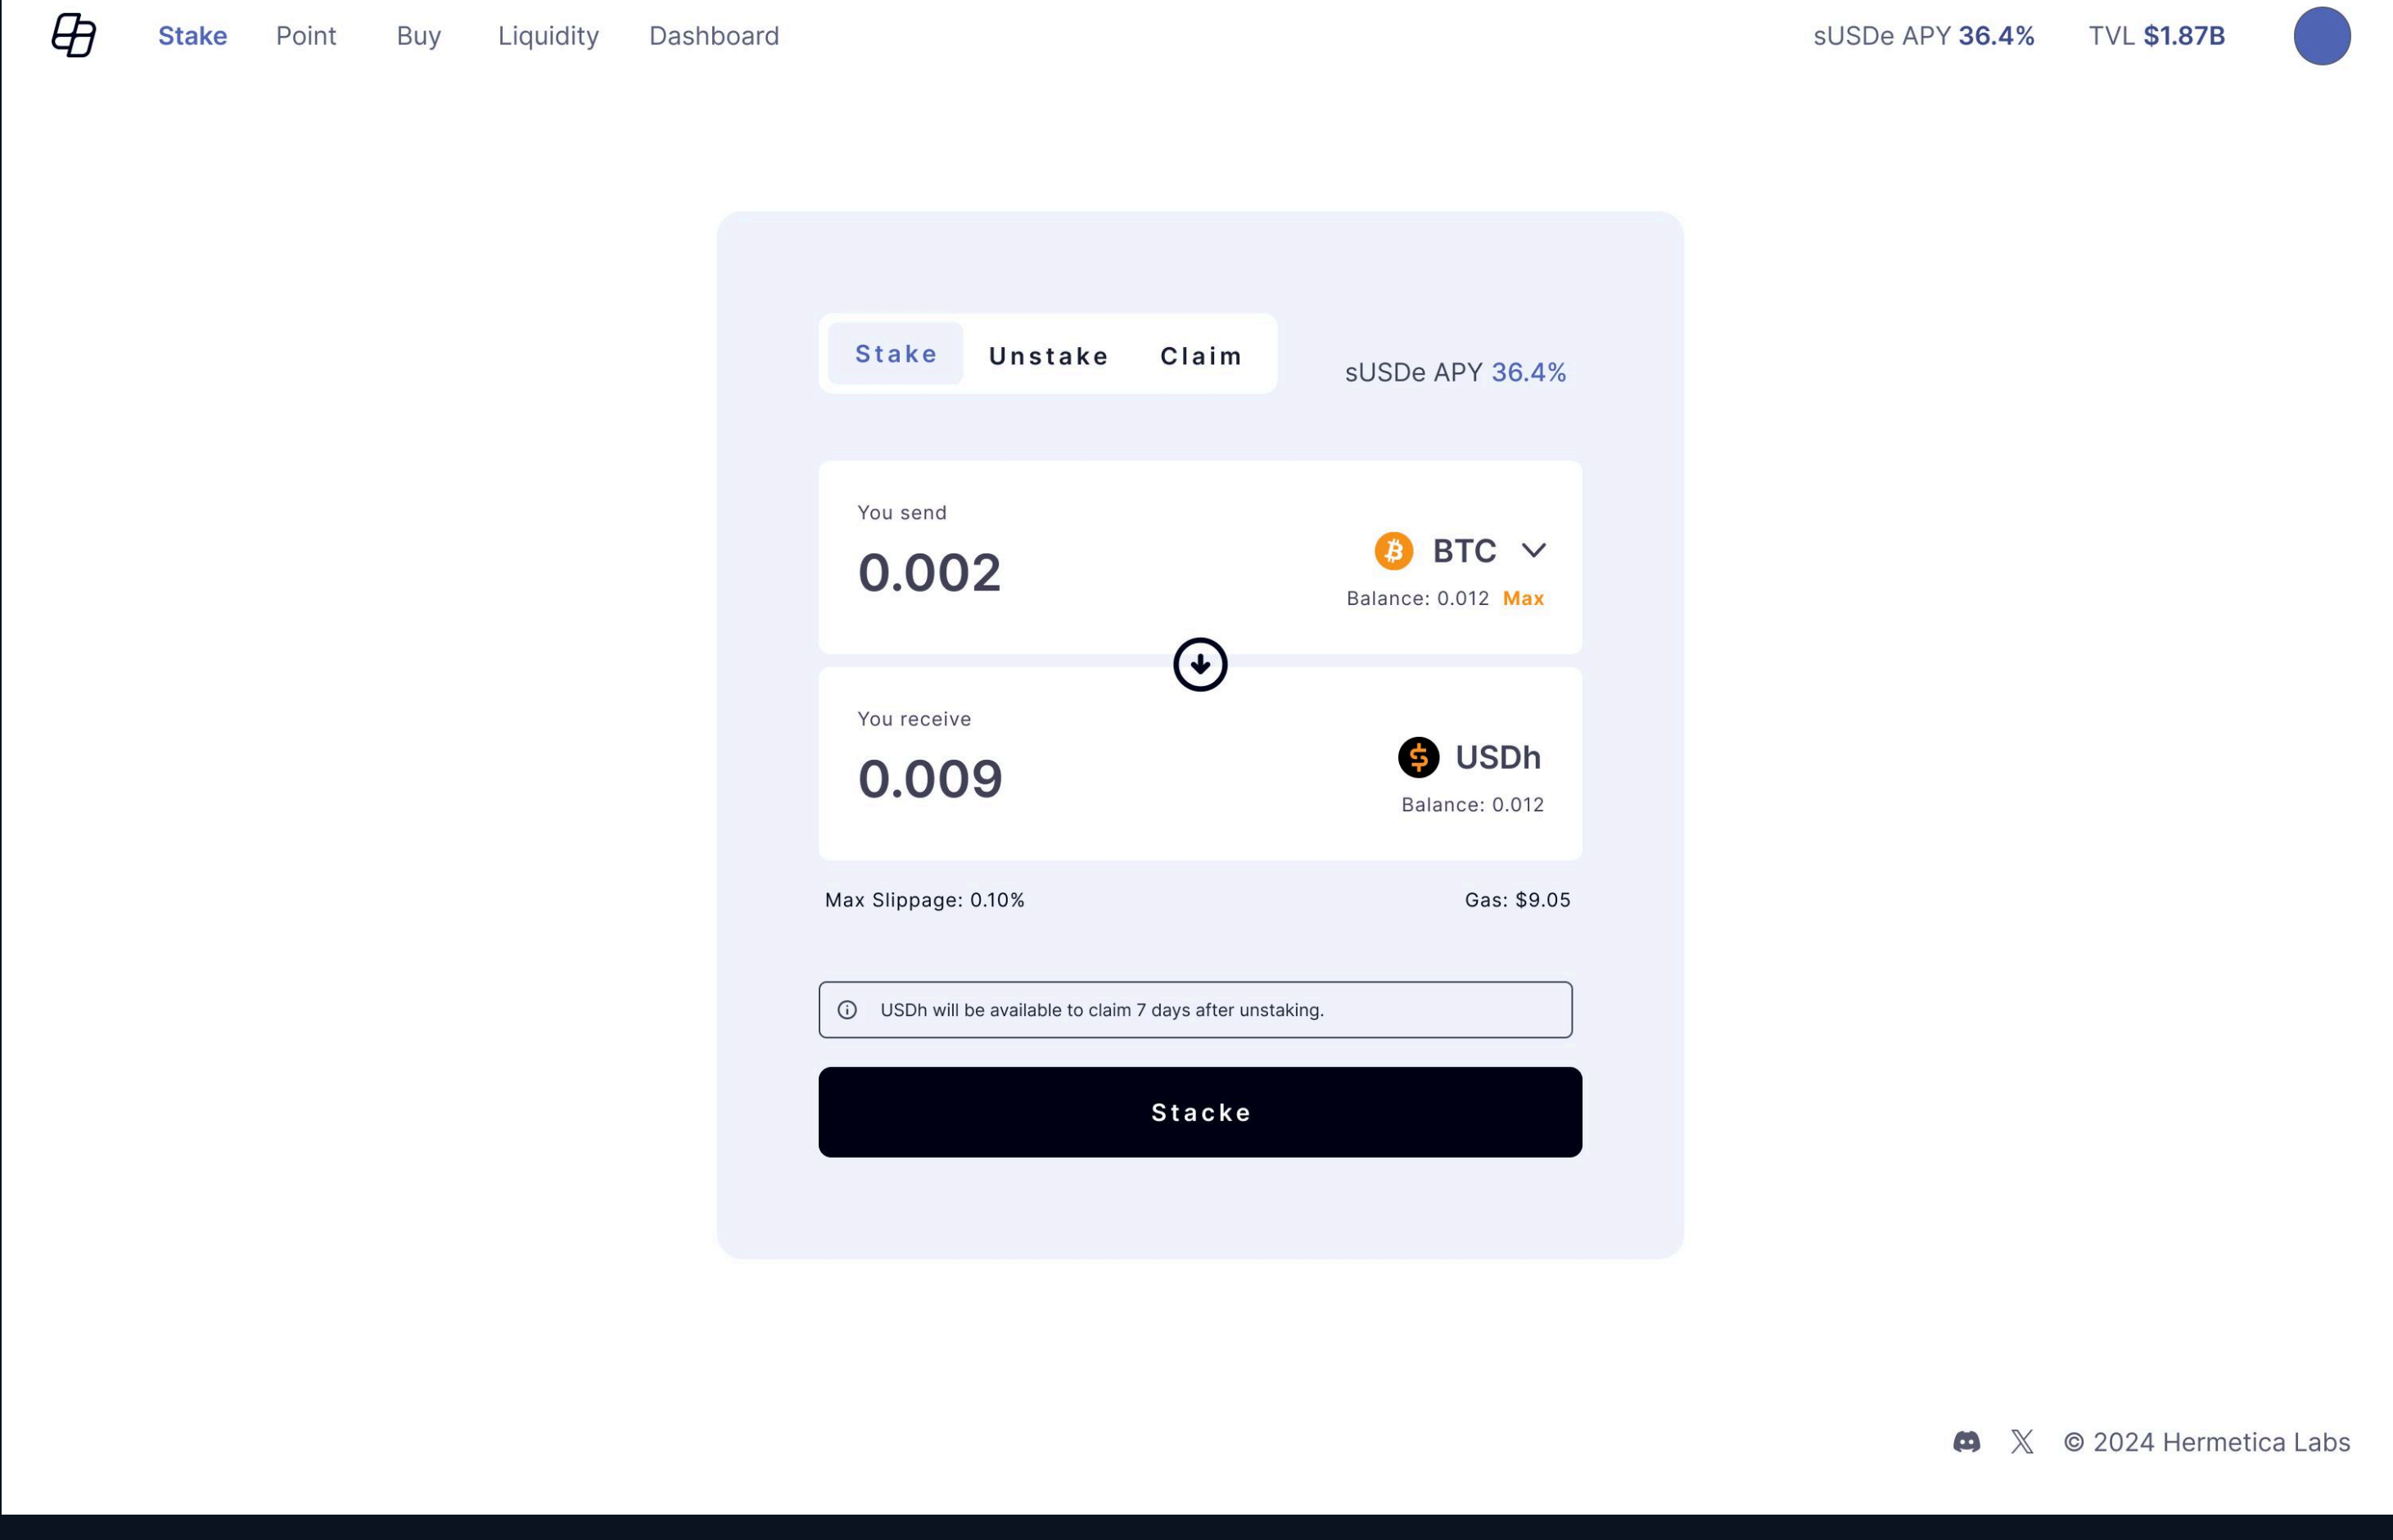 Stake Point Buy Liquidity Dashboard sUSDe APY 36.4% TVL $1.87B
Stake Unstake Claim
sUSDe APY 36.4%
You send
0.002
BTC
Balance: 0.012 Max
You receive
0.009
USDh
Balance: 0.012
Max Slippage: 0.10% Gas: $9.05
USDh will be available to claim 7 days after unstaking.
Stacke
© 2024 Hermetica Labs